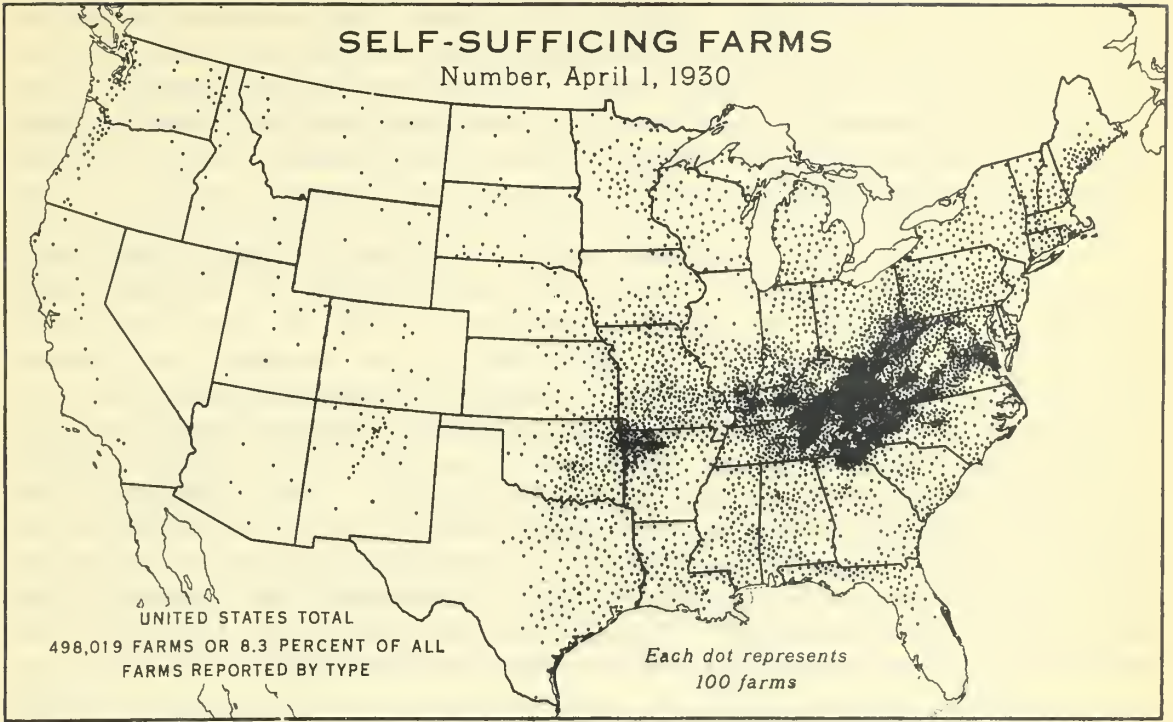 SELF-SUFFICING FARMS
Number, April 1, 1930
UNITED STATES TOTAL
498,019 FARMS OR 8.3 PERCENT OF ALL
FARMS REPORTED BY TYPE
Each dot represents
100 farms